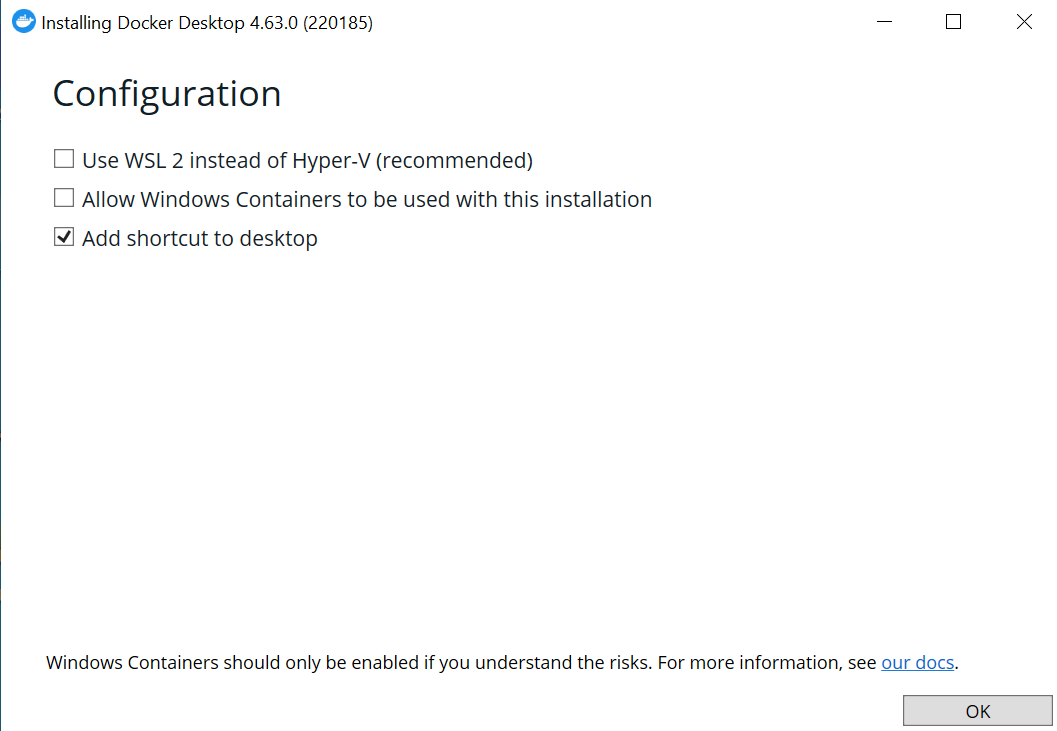 Installing Docker Desktop 4.63.0 (220185)
Configuration
Use WSL 2 instead of Hyper-V (recommended)
Allow Windows Containers to be used with this installation
Add shortcut to desktop
Windows Containers should only be enabled if you understand the risks. For more information, see our docs.
OK